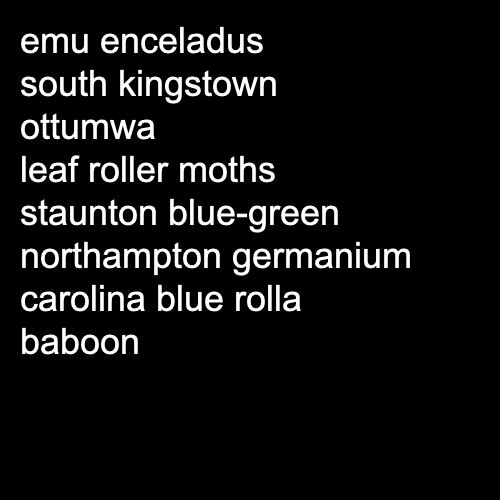 emu enceladus
south kingstown
ottumwa
leaf roller moths
staunton blue-green
northampton germanium
carolina blue rolla
baboon